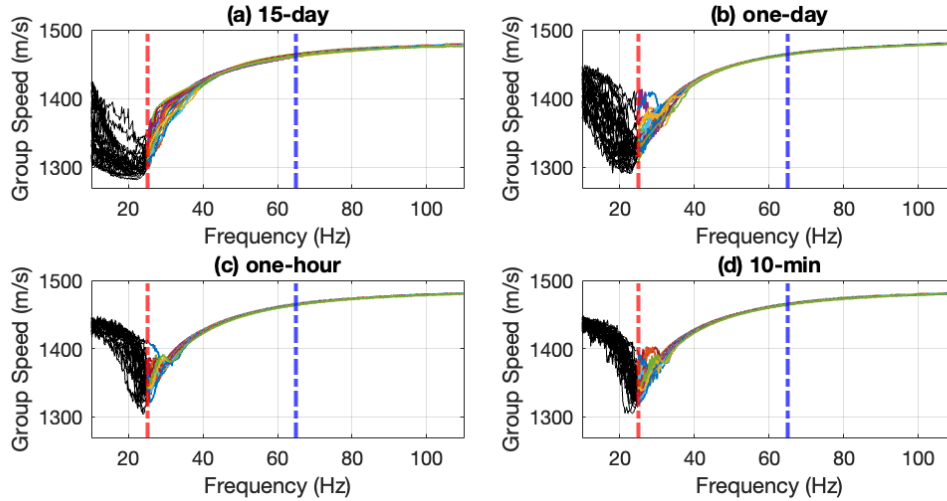 (a) 15-day
1500
1400
1300
Group Speed (m/s)
20 40 60 80 100
Frequency (Hz)
(b) one-day
1500
1400
1300
Group Speed (m/s)
20 40 60 80 100
Frequency (Hz)
(c) one-hour
1500
1400
1300
Group Speed (m/s)
20 40 60 80 100
Frequency (Hz)
(d) 10-min
1500
1400
1300
Group Speed (m/s)
20 40 60 80 100
Frequency (Hz)